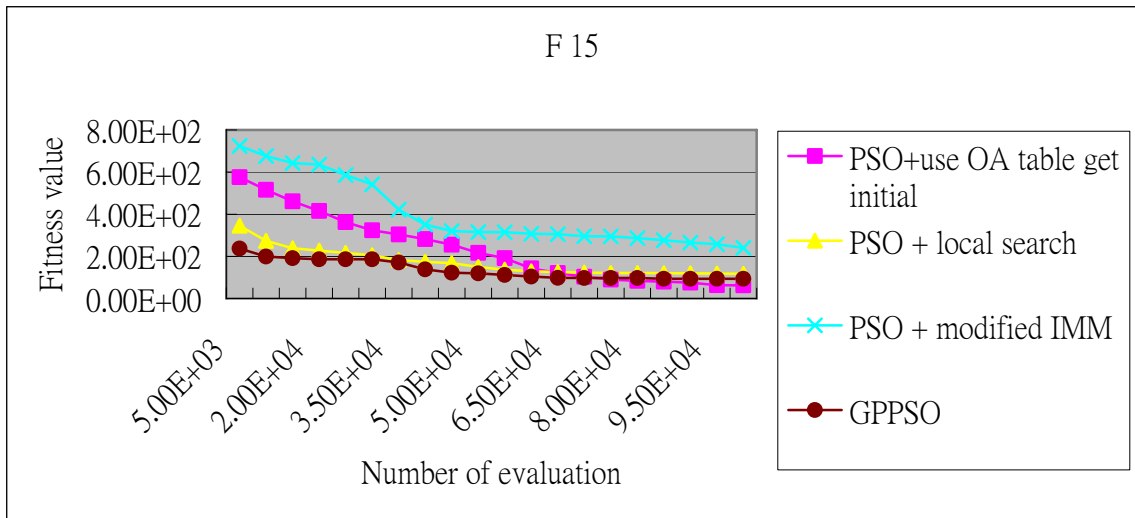 F 15
Fitness value
8.00E+02
6.00E+02
4.00E+02
2.00E+02
0.00E+00
5.00E+03
2.00E+04
3.50E+04
5.00E+04
6.50E+04
8.00E+04
9.50E+04
Number of evaluation
PSO+use OA table get
initial
PSO + local search
PSO + modified IMM
GPPSO